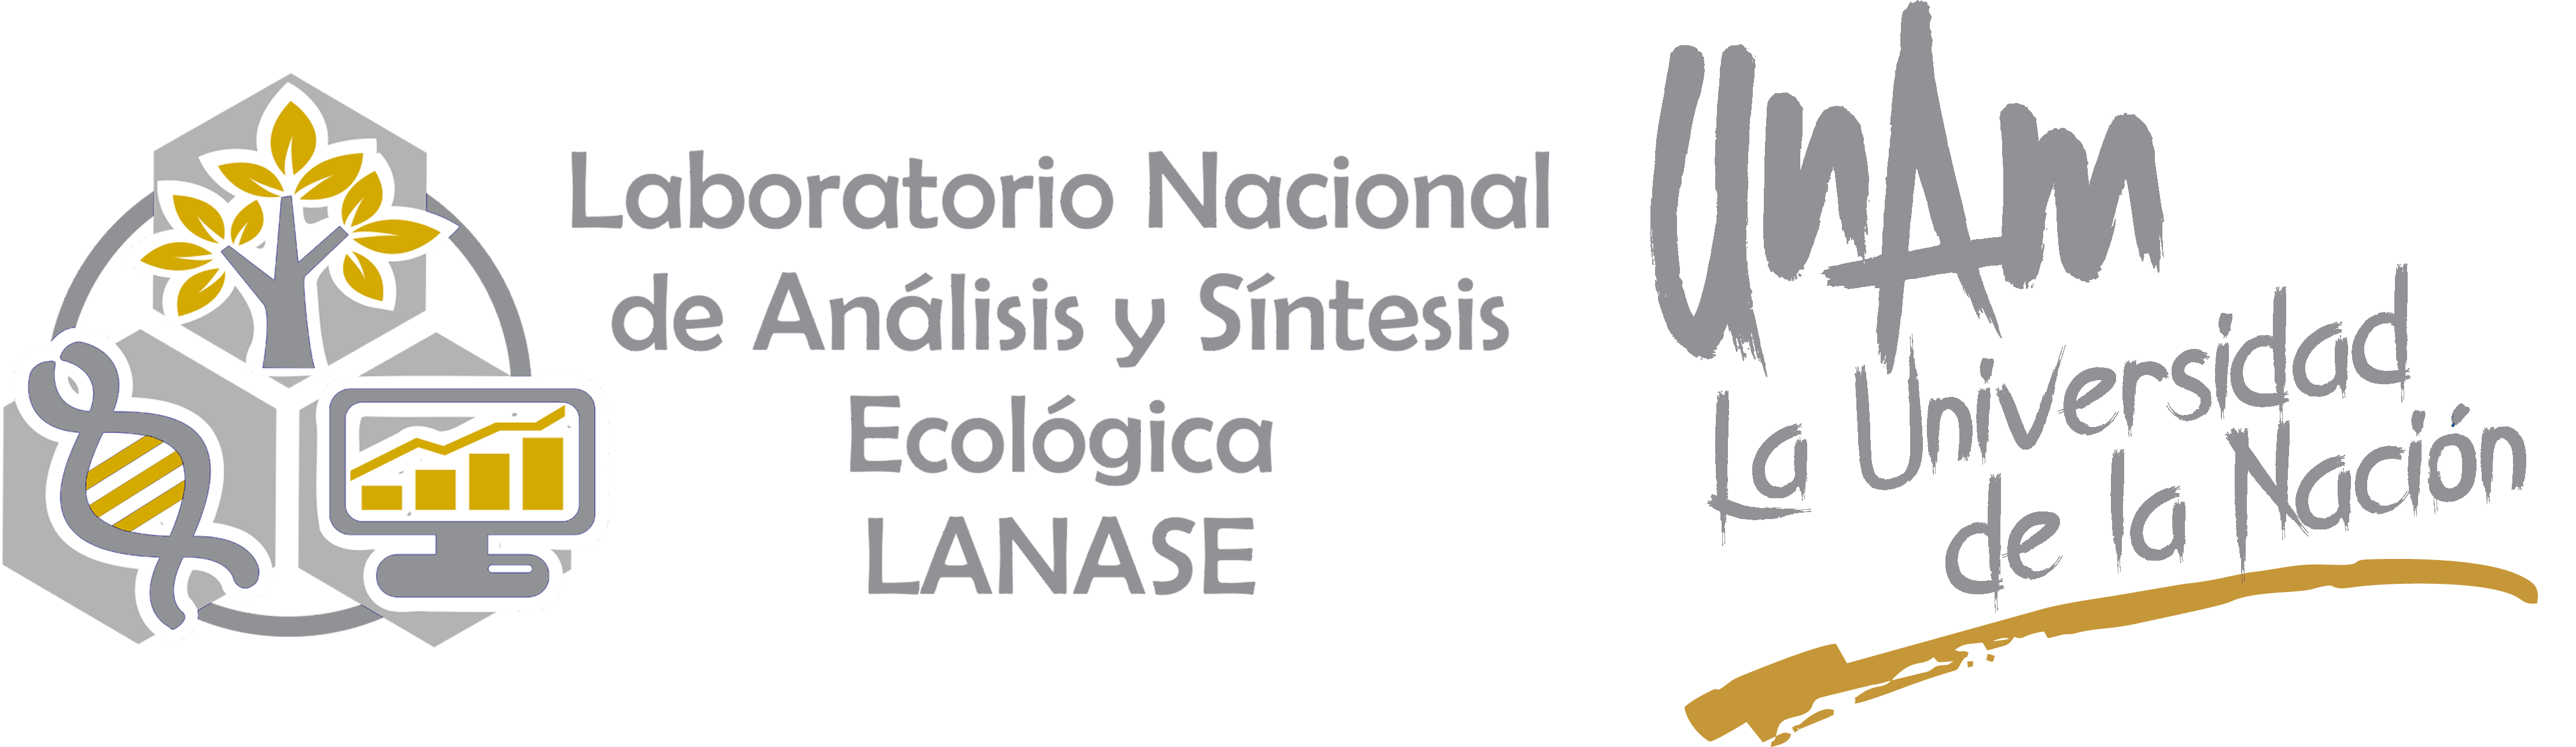 Laboratorio Nacional
de Análisis y Síntesis
Ecológica
LANASE
UnAm
La Universidad
de la Nación